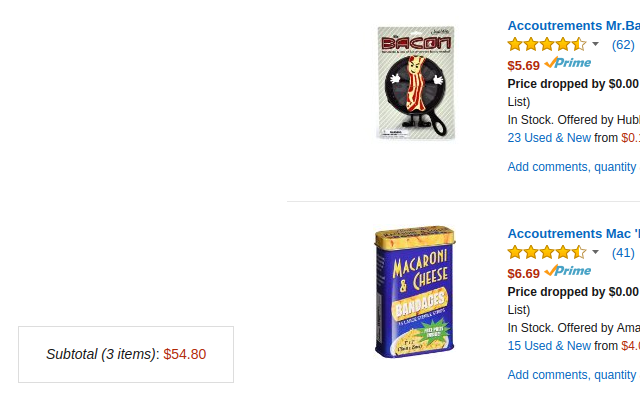 Accoutrements Mr.Ba
(62)
$5.69 Prime
Price dropped by $0.00
List)
In Stock. Offered by Hubb
23 Used & New from $0.
Add comments, quantity
BACON
Accoutrements Mac '
(41)
$6.69 Prime
Price dropped by $0.00
List)
In Stock. Offered by Ama
15 Used & New from $4.
Add comments, quantity
MACARONI
& CHEESE
BANDAGES
Subtotal (3 items): $54.80